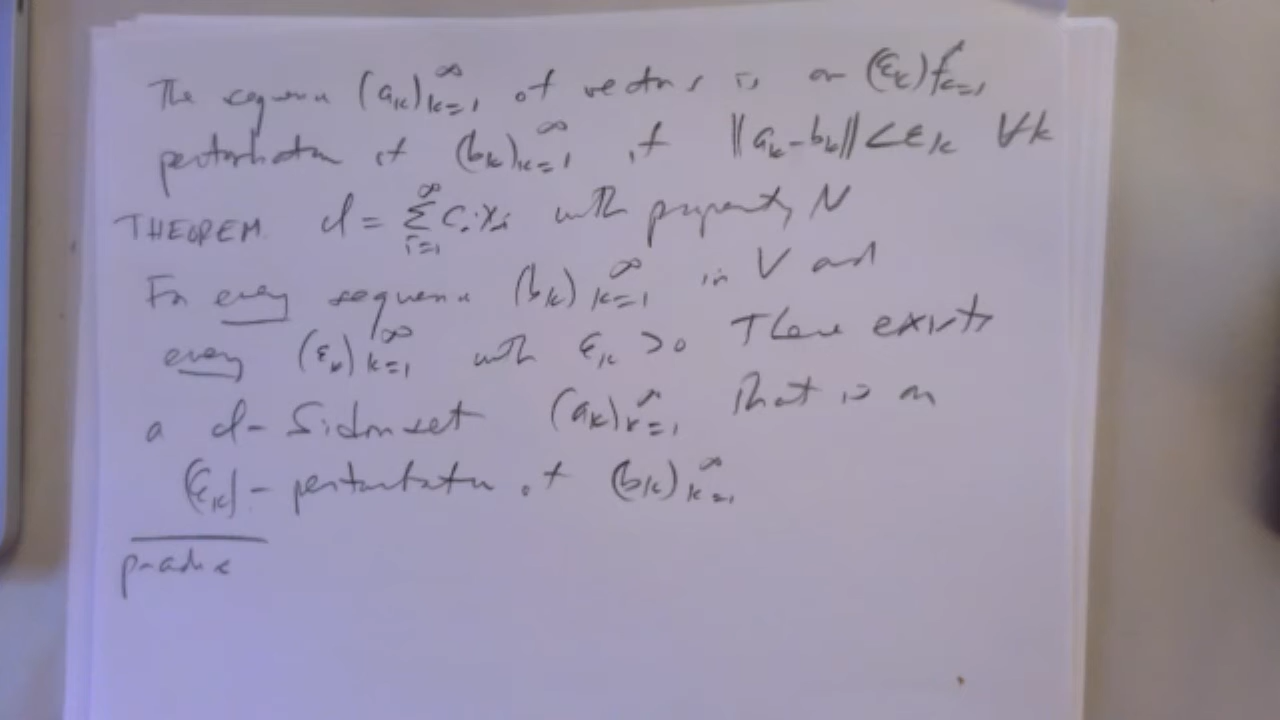 The sequence (a_k)_{k=1}^∞ of vectors is an (ε_k)_{k=1}^∞
perturbation of (b_k)_{k=1}^∞ if ||a_k - b_k|| < ε_k ∀k
THEOREM φ = Σ_{i=1}^∞ c_i x_i with property N
For every sequence (b_k)_{k=1}^∞ in V and
every (ε_k)_{k=1}^∞ with ε_k > 0 There exists
a φ-Sidon set (a_k)_{k=1}^∞ that is an
(ε_k) - perturbation of (b_k)_{k=1}^∞
p-adic